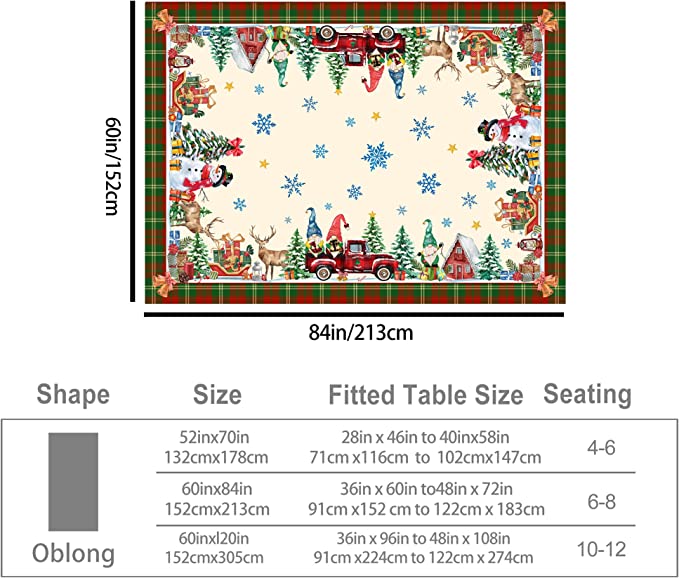 60in/152cm
84in/213cm
Shape Size Fitted Table Size Seating
52inx70in 28in x 46in to 40inx58in
132cmx178cm 71cm x116cm to 102cmx147cm
4-6
60inx84in 36in x 60in to48in x 72in
152cmx213cm 91cm x152 cm to 122cm x 183cm
6-8
Oblong
60inxl20in 36in x 96in to 48in x 108in
152cmx305cm 91cm x224cm to 122cm x 274cm
10-12